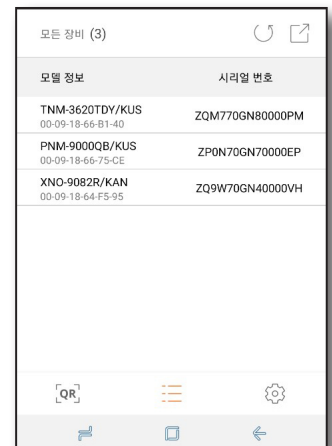 모든 장비 (3)
모델 정보 시리얼 번호
TNM-3620TDY/KUS ZQM770GN80000PM
00-09-18-66-B1-40
PNM-9000QB/KUS ZP0N70GN70000EP
00-09-18-66-75-CE
XNO-9082R/KAN ZQ9W70GN40000VH
00-09-18-64-F5-95
QR